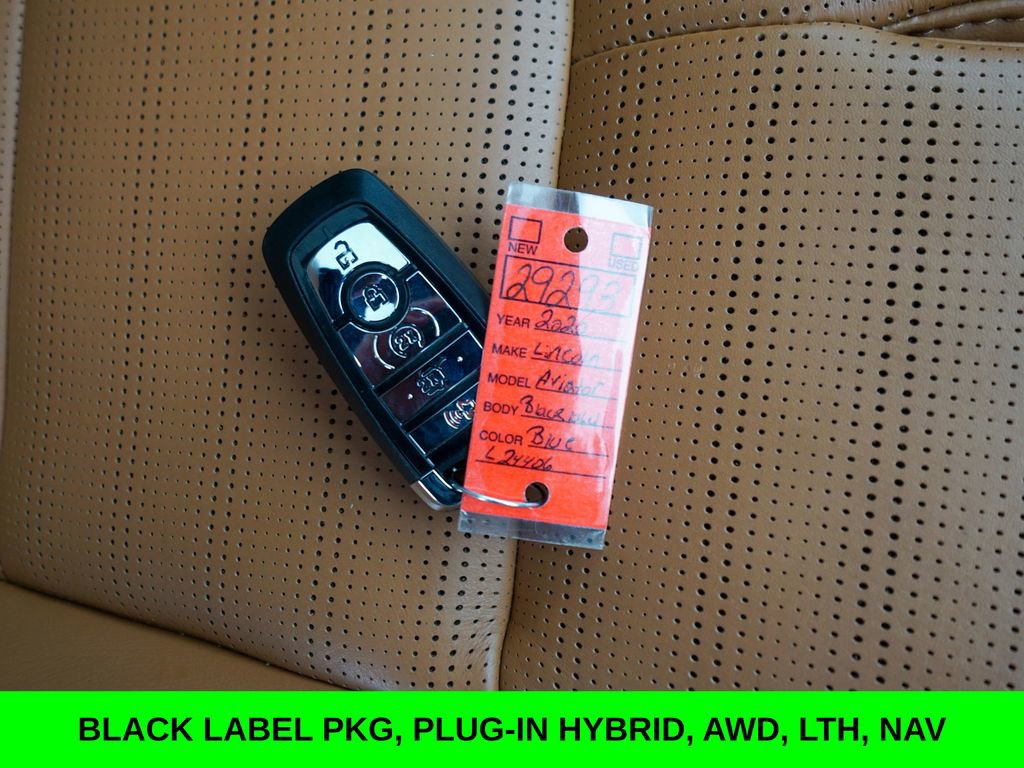 NEW USED
29293
YEAR 2020
MAKE Lincoln
MODEL Aviator
BODY Black
COLOR Blue
L24406
BLACK LABEL PKG, PLUG-IN HYBRID, AWD, LTH, NAV